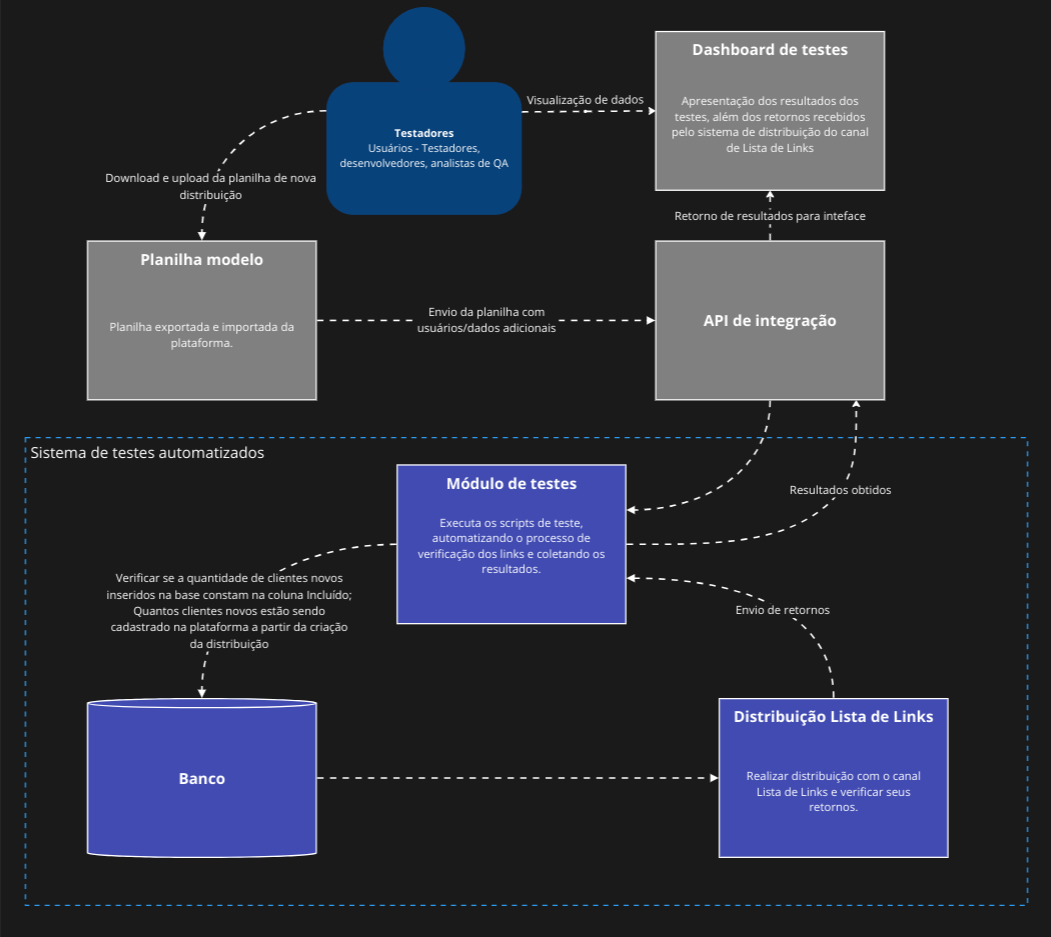 Dashboard de testes
Apresentação dos resultados dos
testes, além dos retornos recebidos
pelo sistema de distribuição do canal
de Lista de Links
Visualização de dados
Testadores
Usuários - Testadores,
desenvolvedores, analistas de QA
Download e upload da planilha de nova
distribuição
Retorno de resultados para inteface
Planilha modelo
Planilha exportada e importada da
plataforma.
Envio da planilha com
usuários/dados adicionais
API de integração
Sistema de testes automatizados
Módulo de testes
Executa os scripts de teste,
automatizando o processo de
verificação dos links e coletando os
resultados.
Resultados obtidos
Verificar se a quantidade de clientes novos
inseridos na base constam na coluna Incluído;
Quantos clientes novos estão sendo
cadastrado na plataforma a partir da criação
da distribuição
Envio de retornos
Banco
Distribuição Lista de Links
Realizar distribuição com o canal
Lista de Links e verificar seus
retornos.